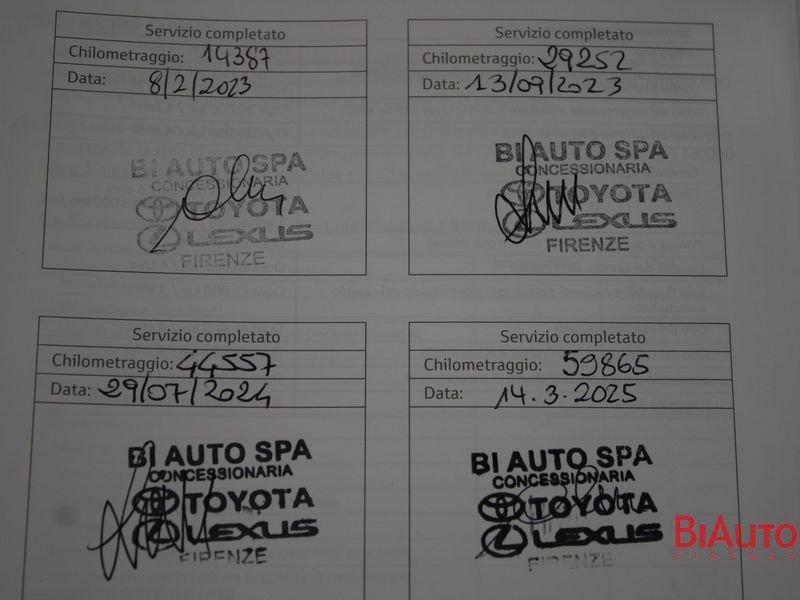 Servizio completato
Chilometraggio: 14387
Data: 8/2/2023
BI AUTO SPA
CONCESSIONARIA
TOYOTA
LEXUS
FIRENZE
Servizio completato
Chilometraggio: 29252
Data: 13/09/2023
BI AUTO SPA
CONCESSIONARIA
TOYOTA
LEXUS
FIRENZE
Servizio completato
Chilometraggio: 44557
Data: 29/07/2024
BI AUTO SPA
CONCESSIONARIA
TOYOTA
LEXUS
FIRENZE
Servizio completato
Chilometraggio: 59865
Data: 14.3.2025
BI AUTO SPA
CONCESSIONARIA
TOYOTA
LEXUS
FIRENZE
BIAUTO
FIRENZE